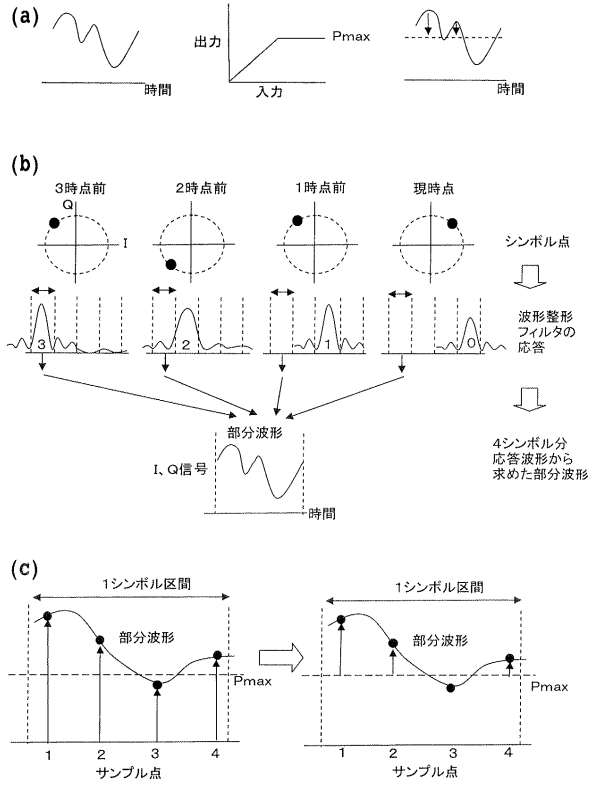 (a)
時間
出力
Pmax
入力
時間
(b)
3時点前
2時点前
1時点前
現時点
Q
I
シンボル点
3
2
1
0
波形整形
フィルタの
応答
部分波形
I、Q信号
時間
4シンボル分
応答波形から
求めた部分波形
(c)
1シンボル区間
部分波形
Pmax
1 2 3 4
サンプル点
1シンボル区間
部分波形
Pmax
1 2 3 4
サンプル点